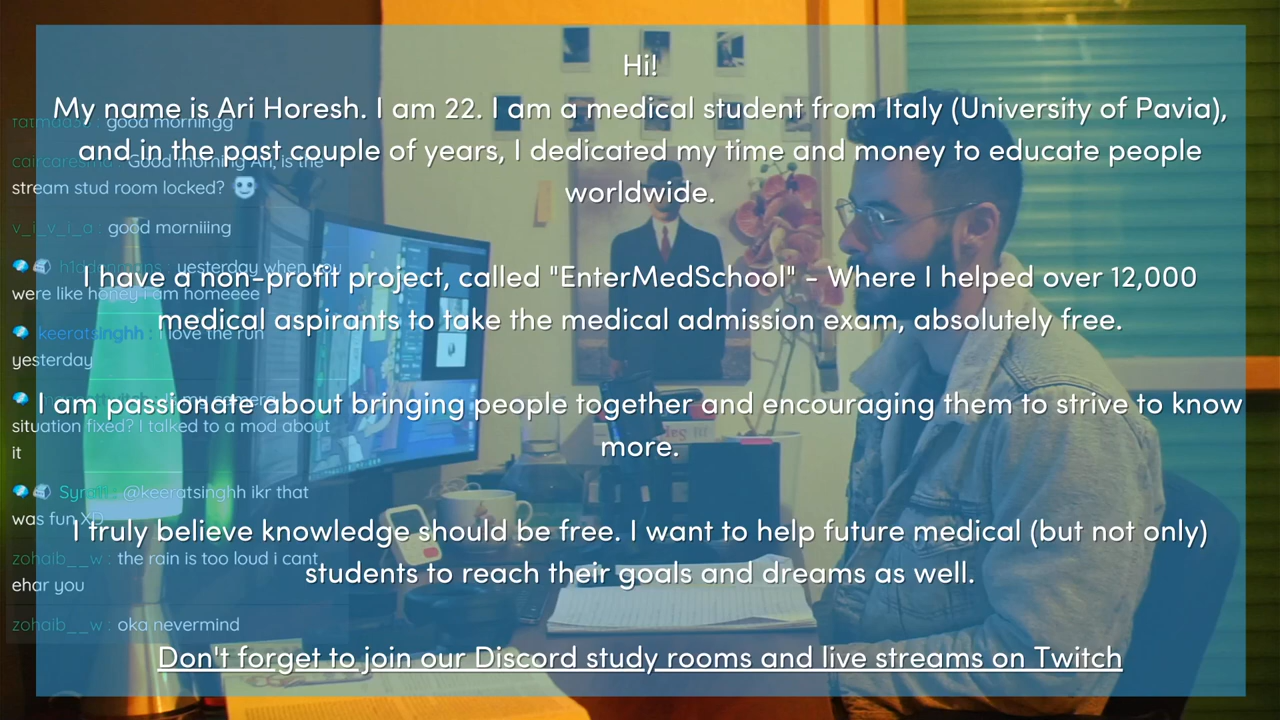 Hi!
My name is Ari Horesh. I am 22. I am a medical student from Italy (University of Pavia),
and in the past couple of years, I dedicated my time and money to educate people
worldwide.
I have a non-profit project, called "EnterMedSchool" - Where I helped over 12,000
medical aspirants to take the medical admission exam, absolutely free.
I am passionate about bringing people together and encouraging them to strive to know
more.
I truly believe knowledge should be free. I want to help future medical (but not only)
students to reach their goals and dreams as well.
Don't forget to join our Discord study rooms and live streams on Twitch
good morriingg
Good morning Ari, is the
stream stud room locked?
v_i_v_i_a : good morniiing
yesterday when you
were like honey i am homeeee
keeratsinghh : I love the run
yesterday
my camera
situation fixed? I talked to a mod about
it
@keeratsinghh ikr that
was fun XD
zohaib__w : the rain is too loud i cant
ehar you
zohaib__w : oka nevermind